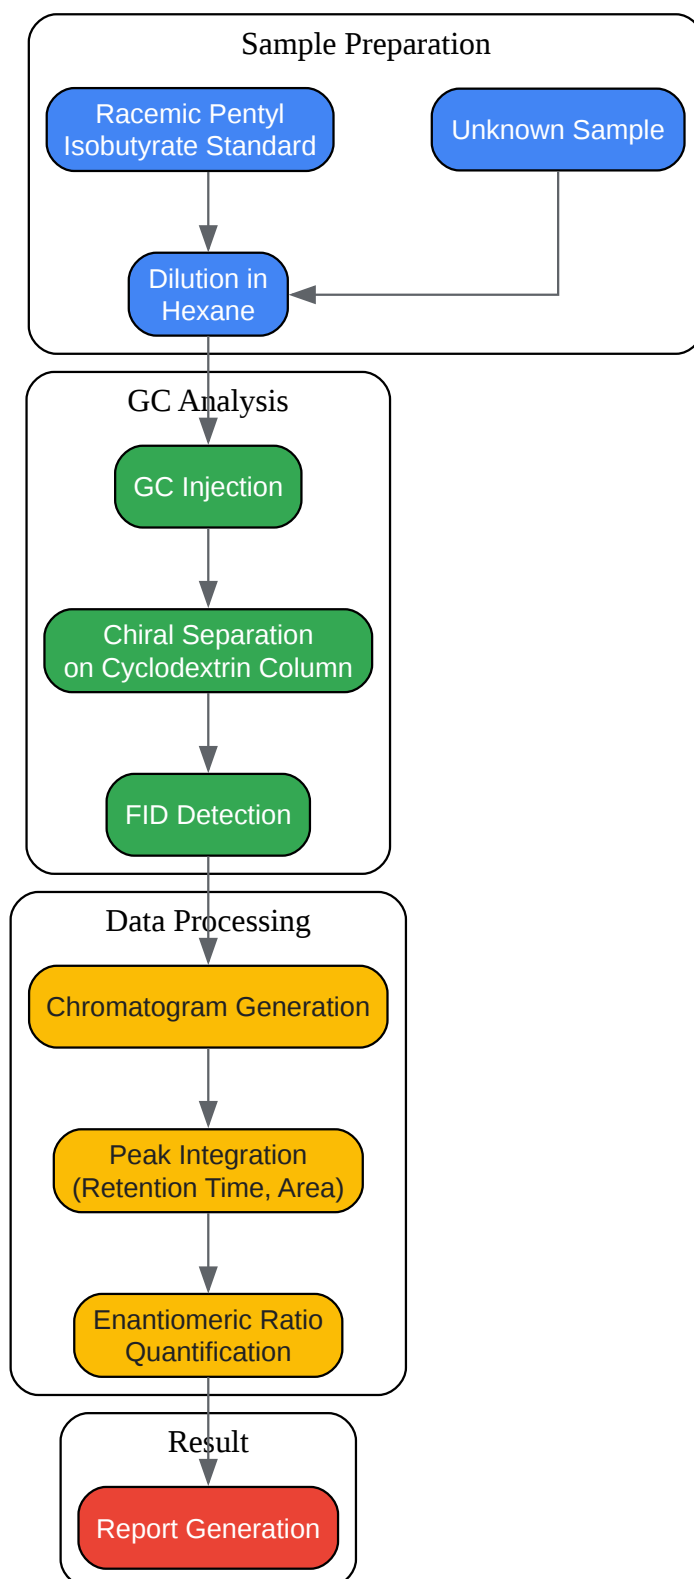 Sample Preparation
Racemic Pentyl
Isobutyrate Standard
Unknown Sample
Dilution in
Hexane
GC Analysis
GC Injection
Chiral Separation
on Cyclodextrin Column
FID Detection
Data Processing
Chromatogram Generation
Peak Integration
(Retention Time, Area)
Enantiomeric Ratio
Quantification
Result
Report Generation